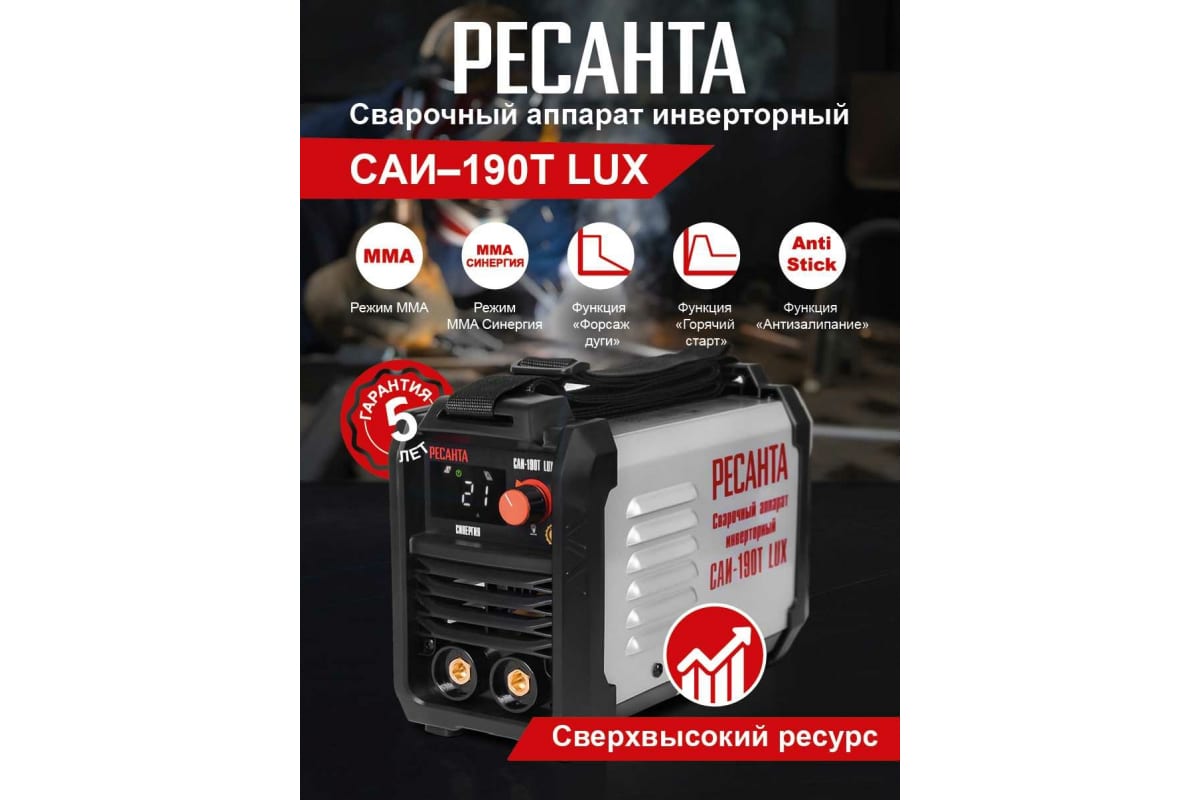 РЕСАНТА
Сварочный аппарат инверторный
САИ–190Т LUX
MMA
MMA
СИНЕРГИЯ
Anti
Stick
Режим MMA
Режим
MMA Синергия
Функция
«Форсаж
дуги»
Функция
«Горячий
старт»
Функция
«Антизалипание»
ГАРАНТИЯ
5
ЛЕТ
РЕСАНТА
САИ-190Т LUX
21
СИНЕРГИЯ
РЕСАНТА
Сварочный аппарат
инверторный
САИ-190Т LUX
Сверхвысокий ресурс